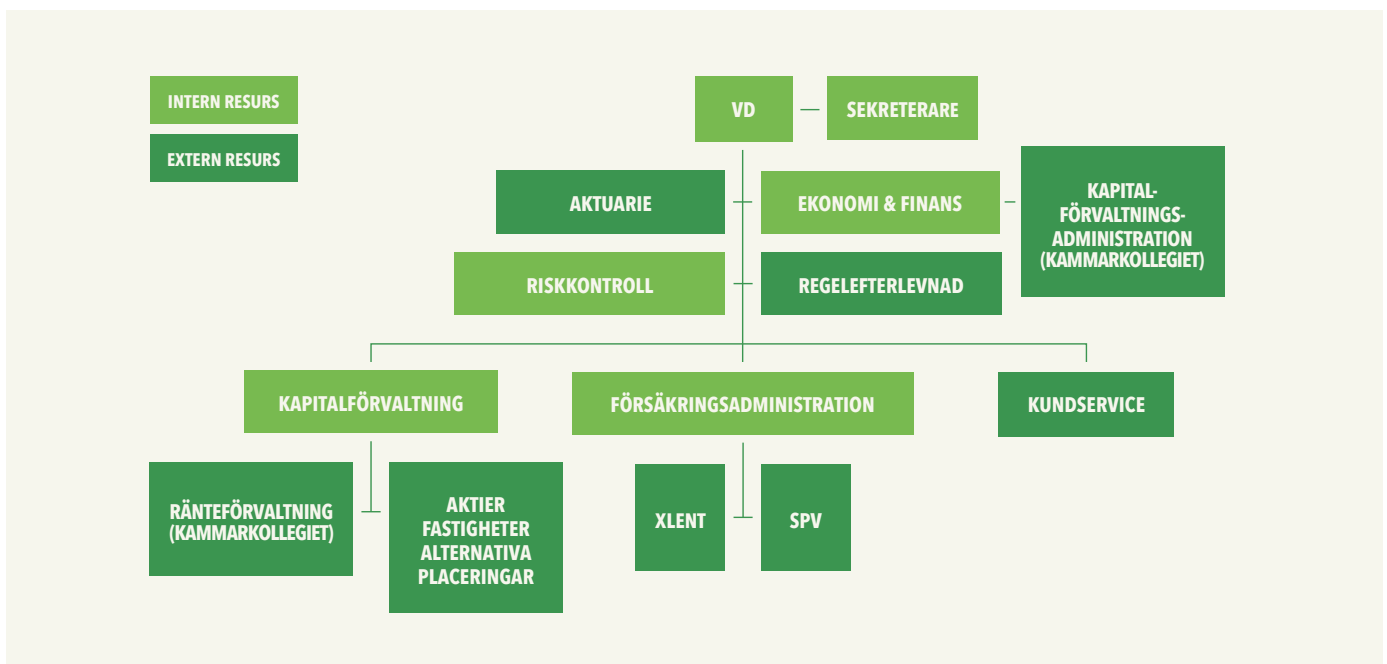 INTERN RESURS
EXTERN RESURS
VD
SEKRETERARE
AKTUARIE
EKONOMI & FINANS
KAPITAL-
FÖRVALTNINGS-
ADMINISTRATION
(KAMMARKOLLEGIET)
RISKKONTROLL
REGELEFTERLEVNAD
KAPITALFÖRVALTNING
FÖRSÄKRINGSADMINISTRATION
KUNDSERVICE
RÄNTEFÖRVALTNING
(KAMMARKOLLEGIET)
AKTIER
FASTIGHETER
ALTERNATIVA
PLACERINGAR
XLENT
SPV